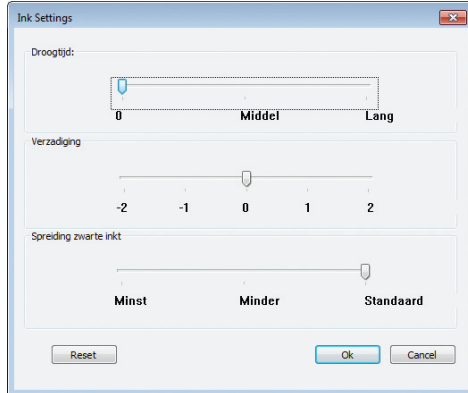 Ink Settings
Droogtijd:
0 Middel Lang
Verzadiging
-2 -1 0 1 2
Spreiding zwarte inkt
Minst Minder Standaard
Reset Ok Cancel